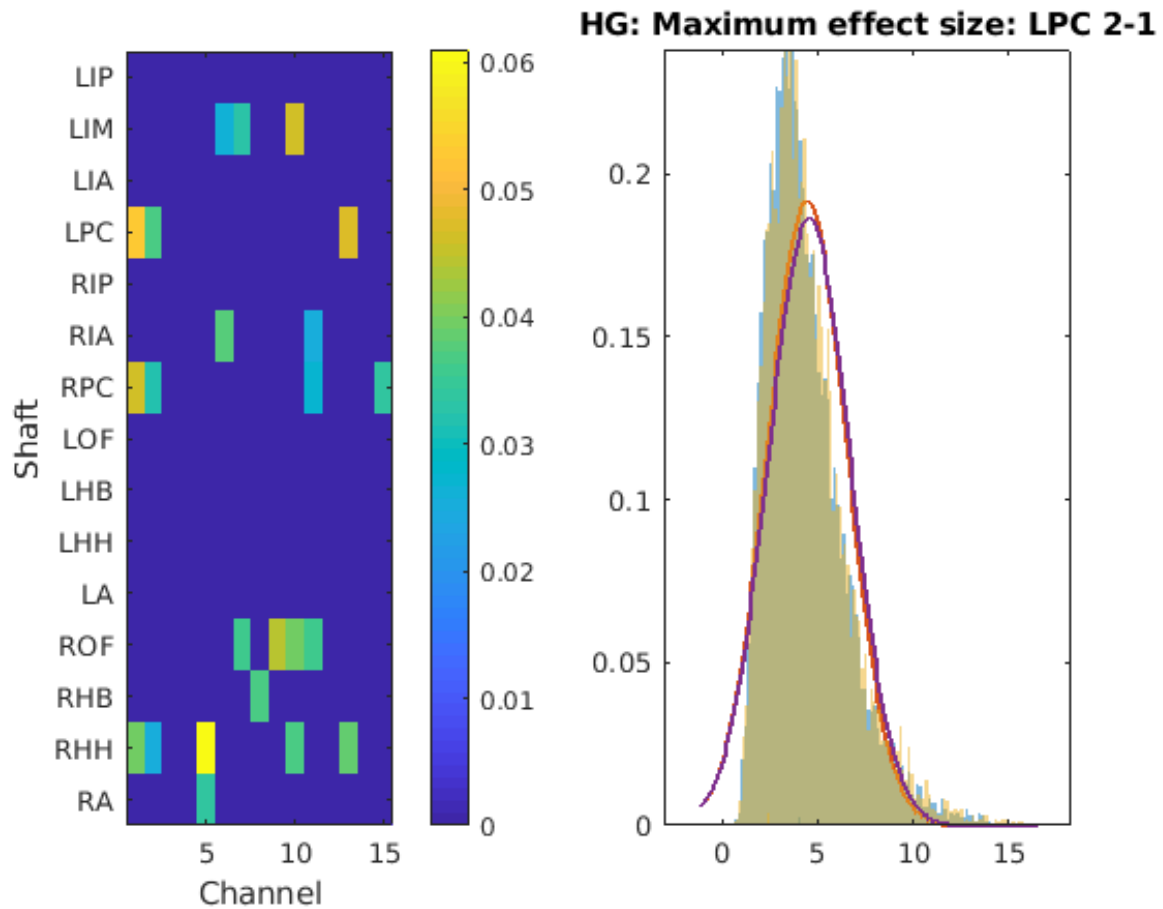 HG: Maximum effect size: LPC 2-1
Shaft
LIP
LIM
LIA
LPC
RIP
RIA
RPC
LOF
LHB
LHH
LA
ROF
RHB
RHH
RA
5
10
15
Channel
0.06
0.05
0.04
0.03
0.02
0.01
0
0.2
0.15
0.1
0.05
0
0
5
10
15